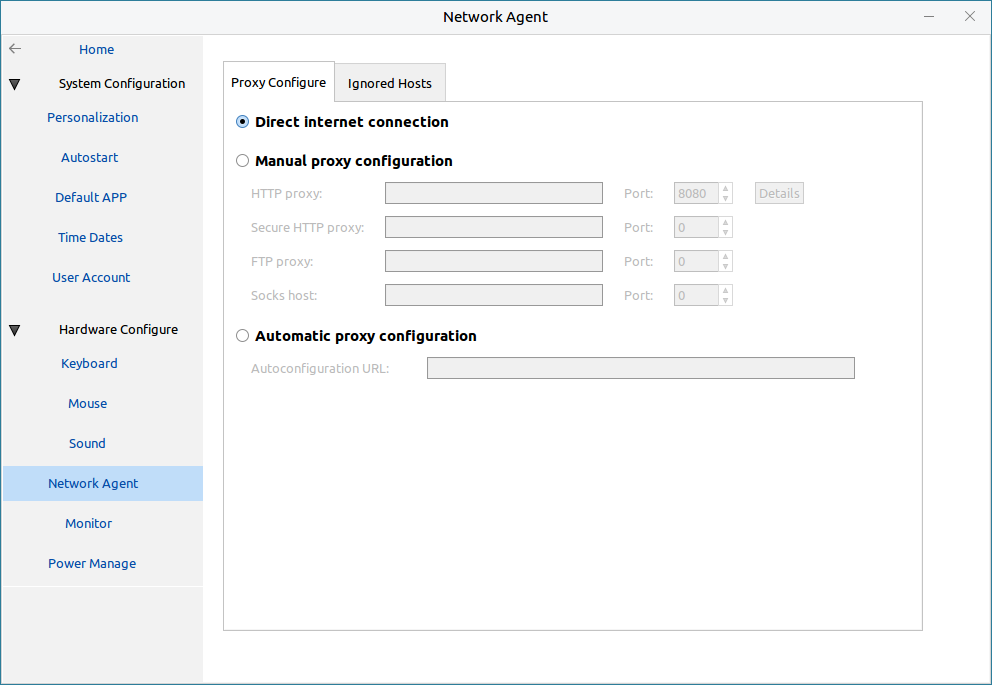 Network Agent
Home
System Configuration
Personalization
Autostart
Default APP
Time Dates
User Account
Hardware Configure
Keyboard
Mouse
Sound
Network Agent
Monitor
Power Manage
Proxy Configure
Ignored Hosts
Direct internet connection
Manual proxy configuration
HTTP proxy: Port: 8080 Details
Secure HTTP proxy: Port: 0
FTP proxy: Port: 0
Socks host: Port: 0
Automatic proxy configuration
Autoconfiguration URL: